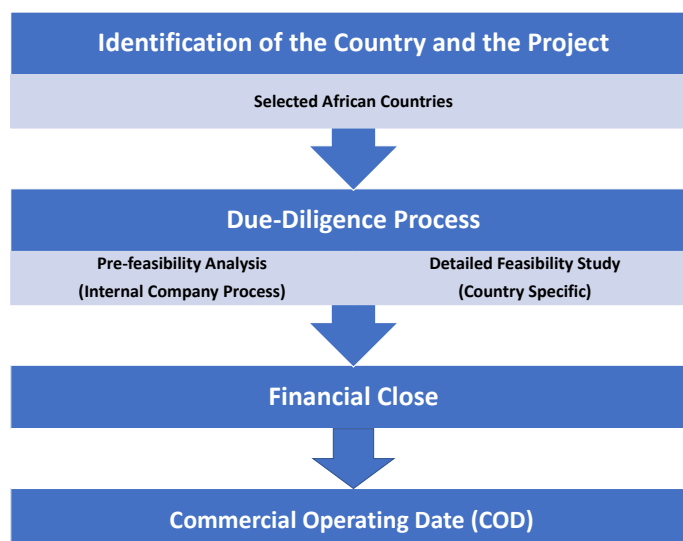 Identification of the Country and the Project
Selected African Countries
Due-Diligence Process
Pre-feasibility Analysis
(Internal Company Process)
Detailed Feasibility Study
(Country Specific)
Financial Close
Commercial Operating Date (COD)